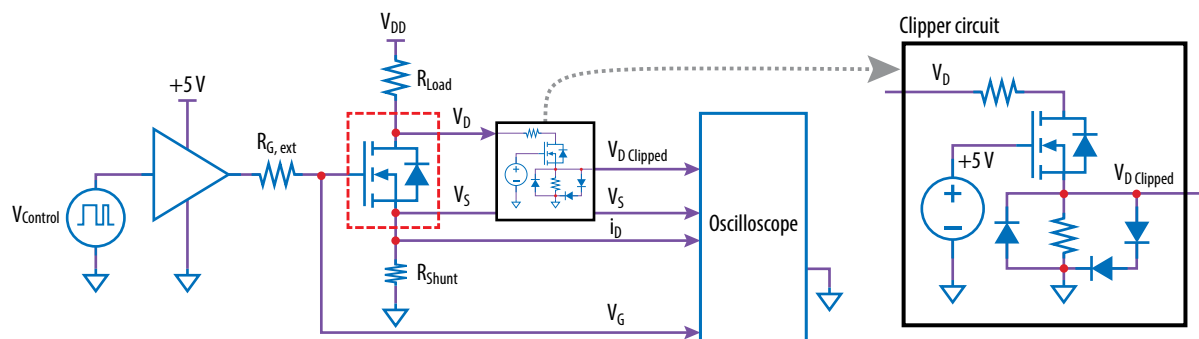 V_DD
Clipper circuit
+5 V
R_Load
V_D
V_D
R_G, ext
V_D Clipped
+5 V
V_D Clipped
V_Control
V_S
V_S
i_D
Oscilloscope
R_Shunt
V_G